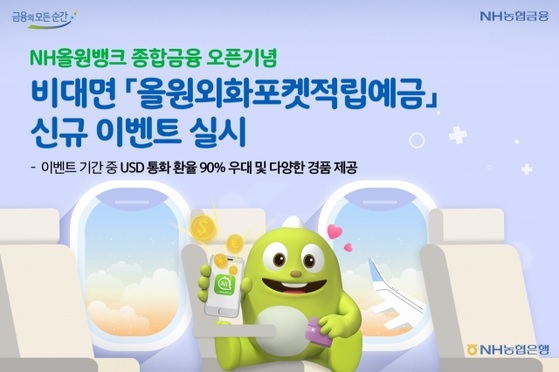 금융의 모든 순간
NH농협금융
NH올원뱅크 종합금융 오픈기념
비대면 「올원외화포켓적립예금」
신규 이벤트 실시
- 이벤트 기간 중 USD 통화 환율 90% 우대 및 다양한 경품 제공
NH농협은행